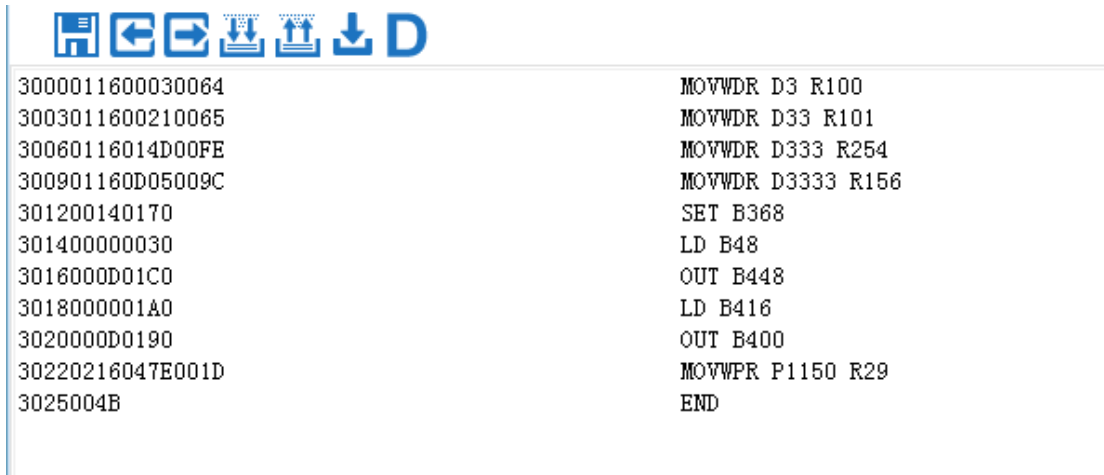 D
3000011600030064 MOVWDR D3 R100
3003011600210065 MOVWDR D33 R101
30060116014D00FE MOVWDR D333 R254
300901160D05009C MOVWDR D3333 R156
301200140170 SET B368
301400000030 LD B48
3016000D01C0 OUT B448
3018000001A0 LD B416
3020000D0190 OUT B400
30220216047E001D MOVWPR P1150 R29
3025004B END